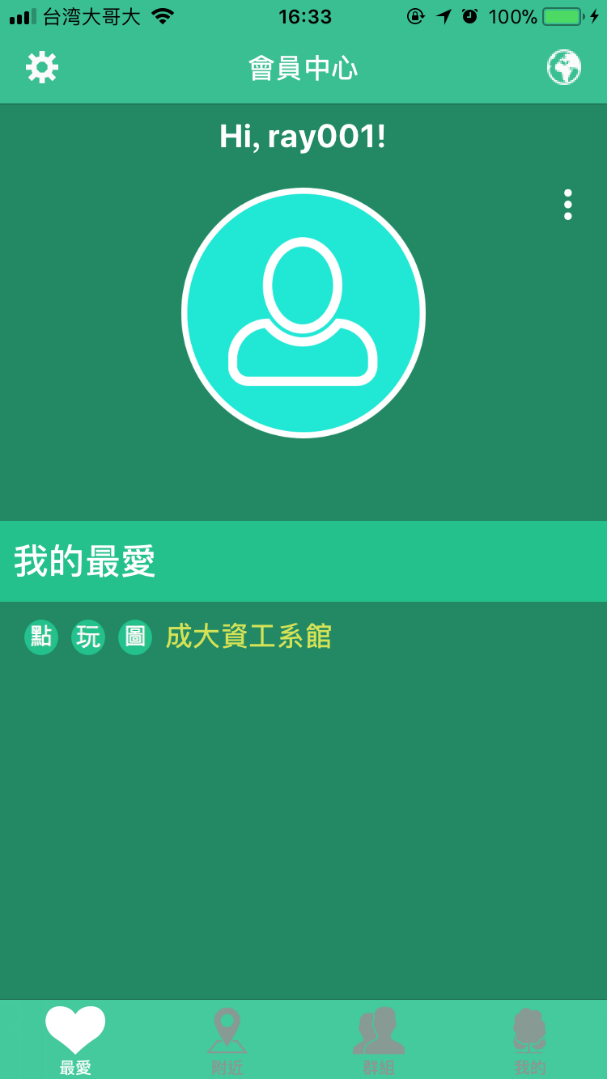 台湾大哥大 16:33 100%
會員中心
Hi, ray001!
我的最愛
點 玩 圖 成大資工系館
最愛 附近 群組 我的